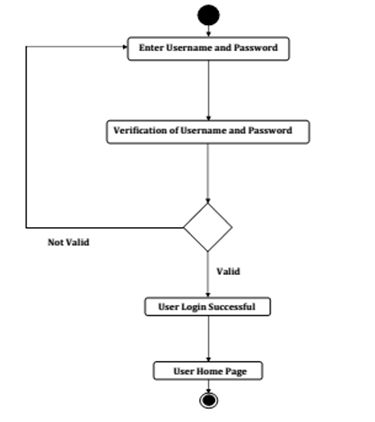 Enter Username and Password
Verification of Username and Password
Not Valid
Valid
User Login Successful
User Home Page